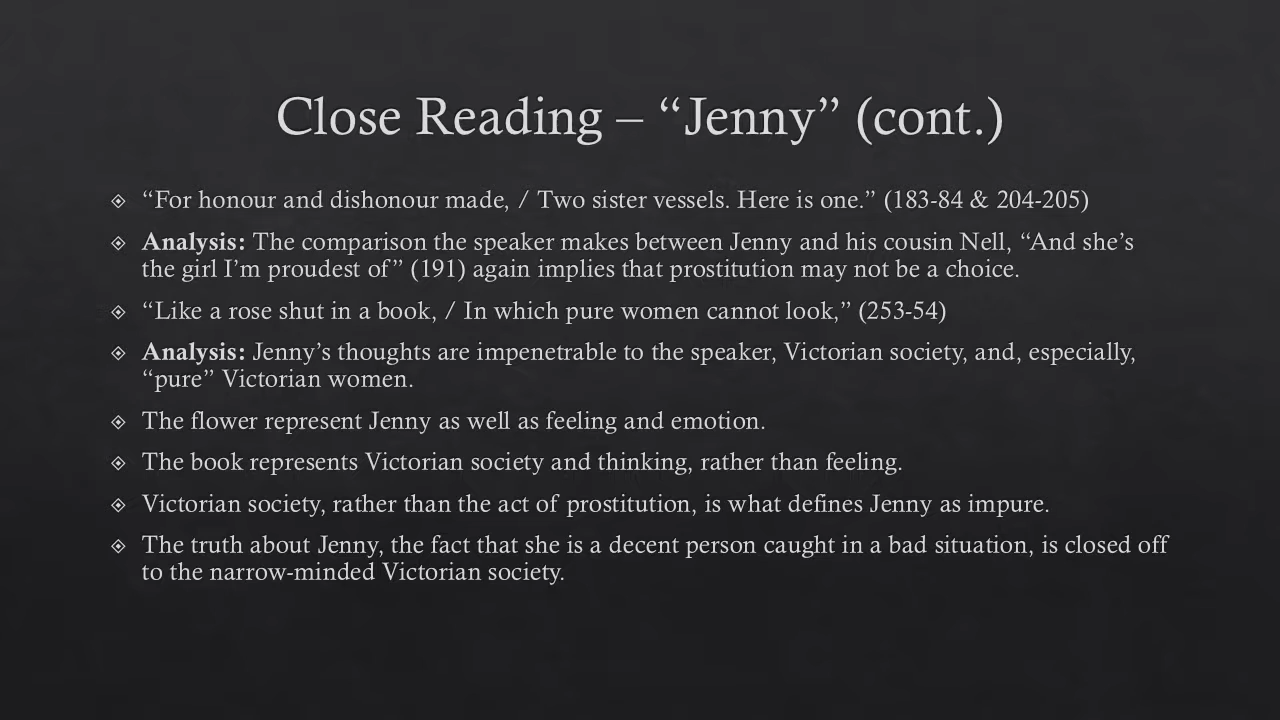 Close Reading – “Jenny” (cont.)
“For honour and dishonour made, / Two sister vessels. Here is one.” (183-84 & 204-205)
Analysis: The comparison the speaker makes between Jenny and his cousin Nell, “And she’s
the girl I’m proudest of” (191) again implies that prostitution may not be a choice.
“Like a rose shut in a book, / In which pure women cannot look,” (253-54)
Analysis: Jenny’s thoughts are impenetrable to the speaker, Victorian society, and, especially,
“pure” Victorian women.
The flower represent Jenny as well as feeling and emotion.
The book represents Victorian society and thinking, rather than feeling.
Victorian society, rather than the act of prostitution, is what defines Jenny as impure.
The truth about Jenny, the fact that she is a decent person caught in a bad situation, is closed off
to the narrow-minded Victorian society.